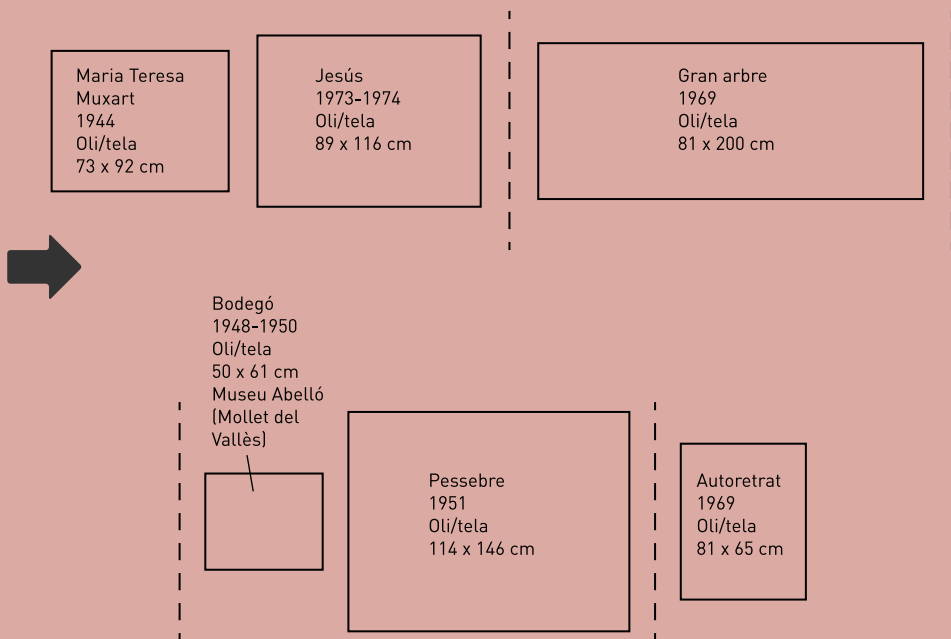 Maria Teresa
Muxart
1944
Oli/tela
73 x 92 cm
Jesús
1973-1974
Oli/tela
89 x 116 cm
Gran arbre
1969
Oli/tela
81 x 200 cm
Bodegó
1948-1950
Oli/tela
50 x 61 cm
Museu Abelló
(Mollet del
Vallès)
Pessebre
1951
Oli/tela
114 x 146 cm
Autoretrat
1969
Oli/tela
81 x 65 cm